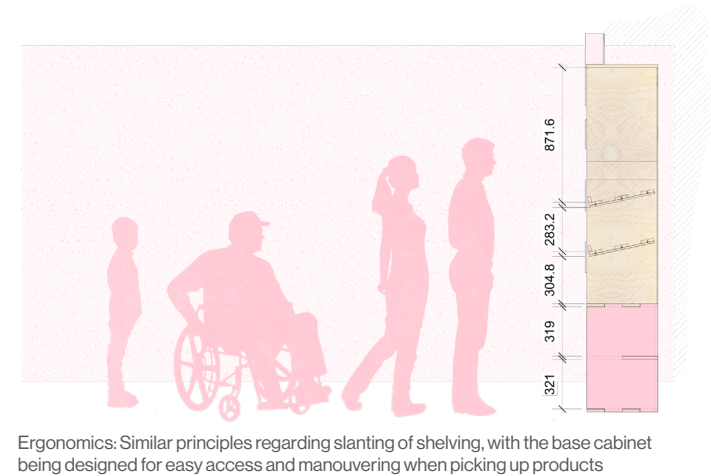 871.6
283.2
304.8
319
321
Ergonomics: Similar principles regarding slanting of shelving, with the base cabinet
being designed for easy access and manouvering when picking up products